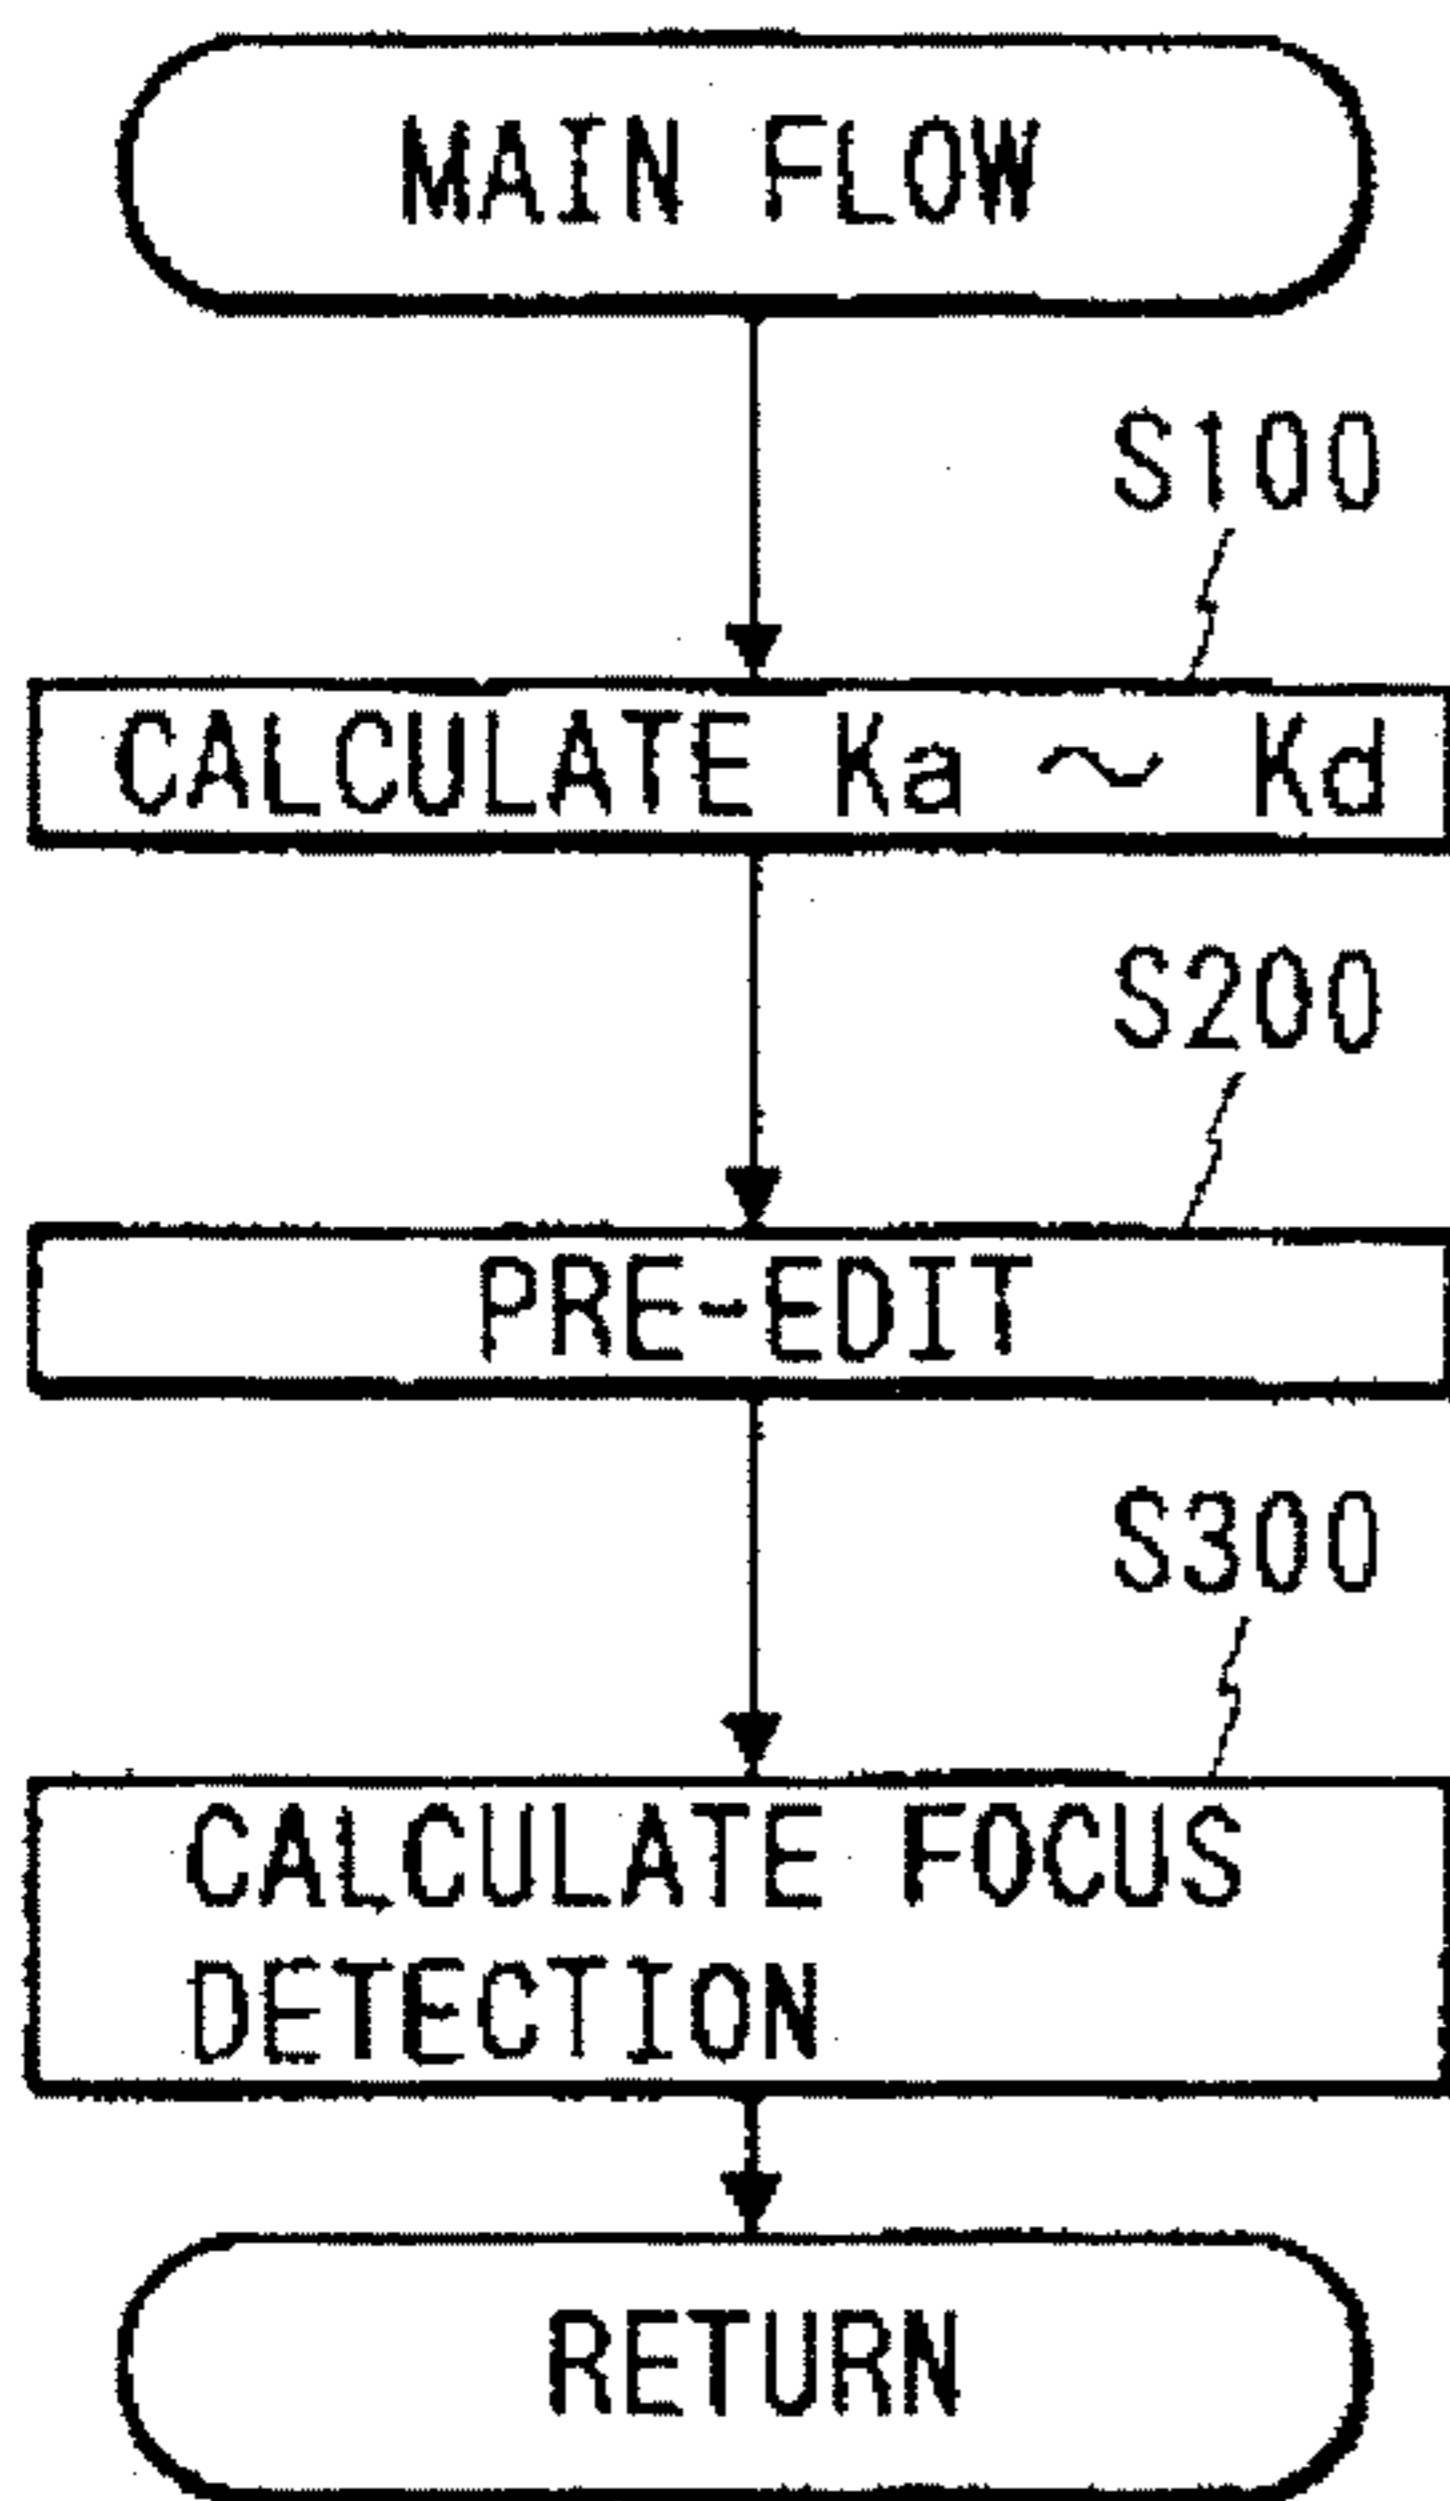 MAIN FLOW
S100
CALCULATE Ka ~ Kd
S200
PRE-EDIT
S300
CALCULATE FOCUS
DETECTION
RETURN